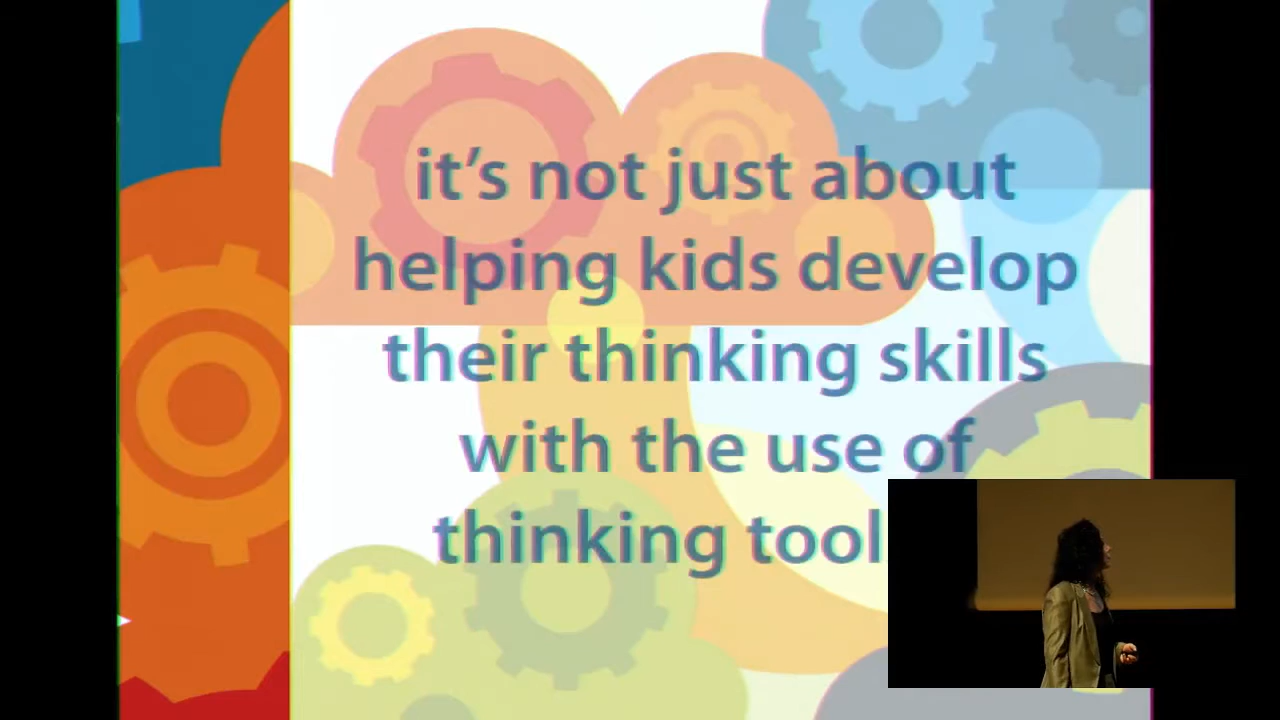 it's not just about
helping kids develop
their thinking skills
with the use of
thinking tool